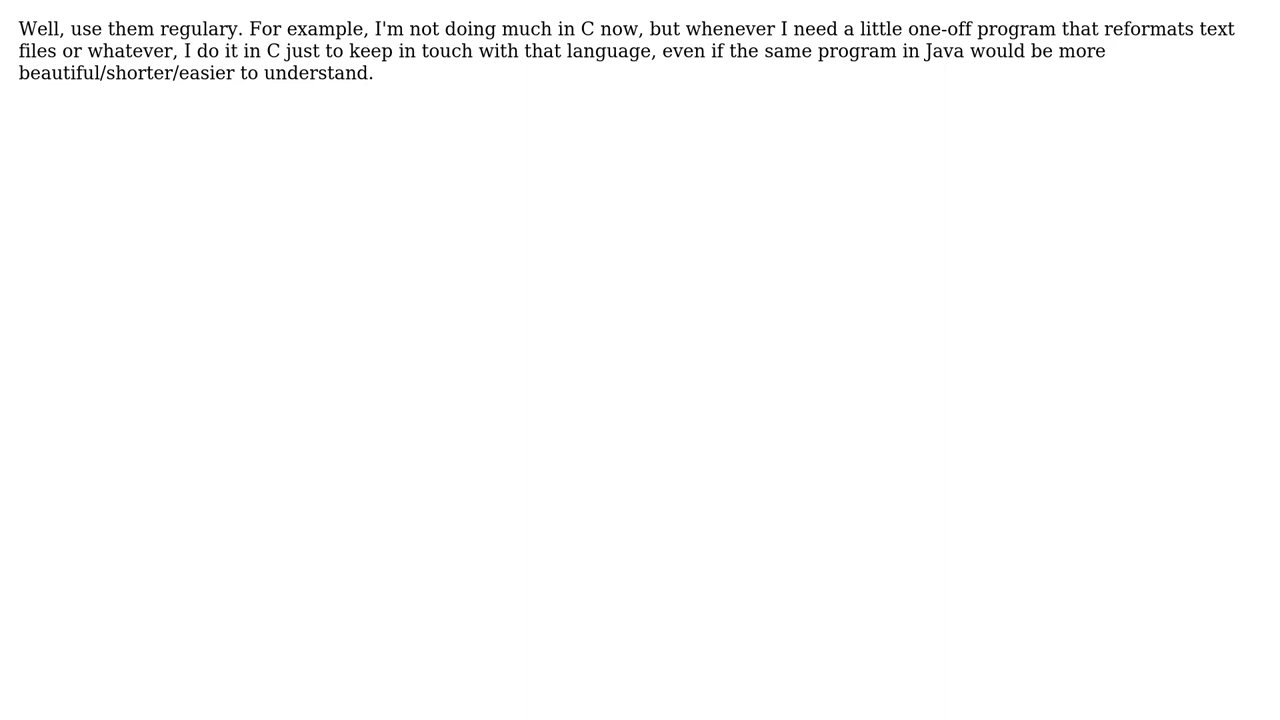 Well, use them regulary. For example, I'm not doing much in C now, but whenever I need a little one-off program that reformats text
files or whatever, I do it in C just to keep in touch with that language, even if the same program in Java would be more
beautiful/shorter/easier to understand.